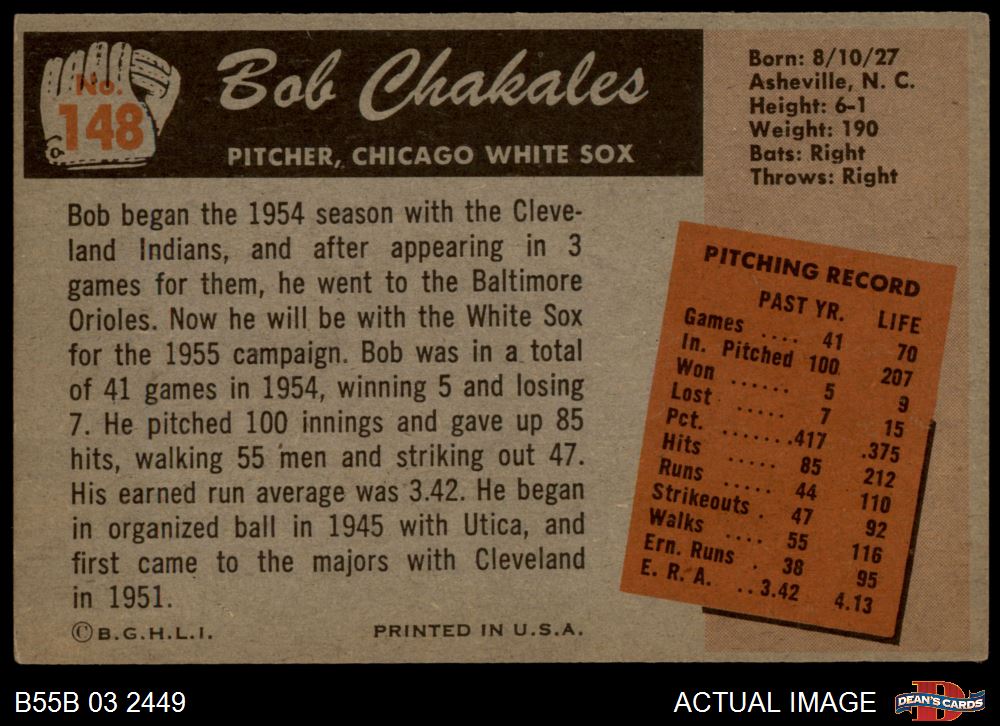 No.
148
Bob Chakales
PITCHER, CHICAGO WHITE SOX
Born: 8/10/27
Asheville, N. C.
Height: 6-1
Weight: 190
Bats: Right
Throws: Right
Bob began the 1954 season with the Cleve-
land Indians, and after appearing in 3
games for them, he went to the Baltimore
Orioles. Now he will be with the White Sox
for the 1955 campaign. Bob was in a total
of 41 games in 1954, winning 5 and losing
7. He pitched 100 innings and gave up 85
hits, walking 55 men and striking out 47.
His earned run average was 3.42. He began
in organized ball in 1945 with Utica, and
first came to the majors with Cleveland
in 1951.
©B.G.H.L.I. PRINTED IN U.S.A.
PITCHING RECORD
PAST YR. LIFE
Games .... 41 70
In. Pitched 100 207
Won ...... 5 9
Lost ..... 7 15
Pct. .......417 .375
Hits ..... 85 212
Runs ..... 44 110
Strikeouts . 47 92
Walks .... 55 116
Ern. Runs . 38 95
E. R. A. ..3.42 4.13
B55B 03 2449
ACTUAL IMAGE
D
DEAN'S CARDS